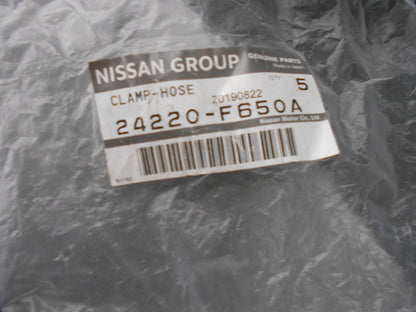 NISSAN GROUP
GENUINE PARTS
Made in Japan
CLAMP-HOSE
20190822
QTY
5
24220-F650A
Nissan Motor Co., Ltd.